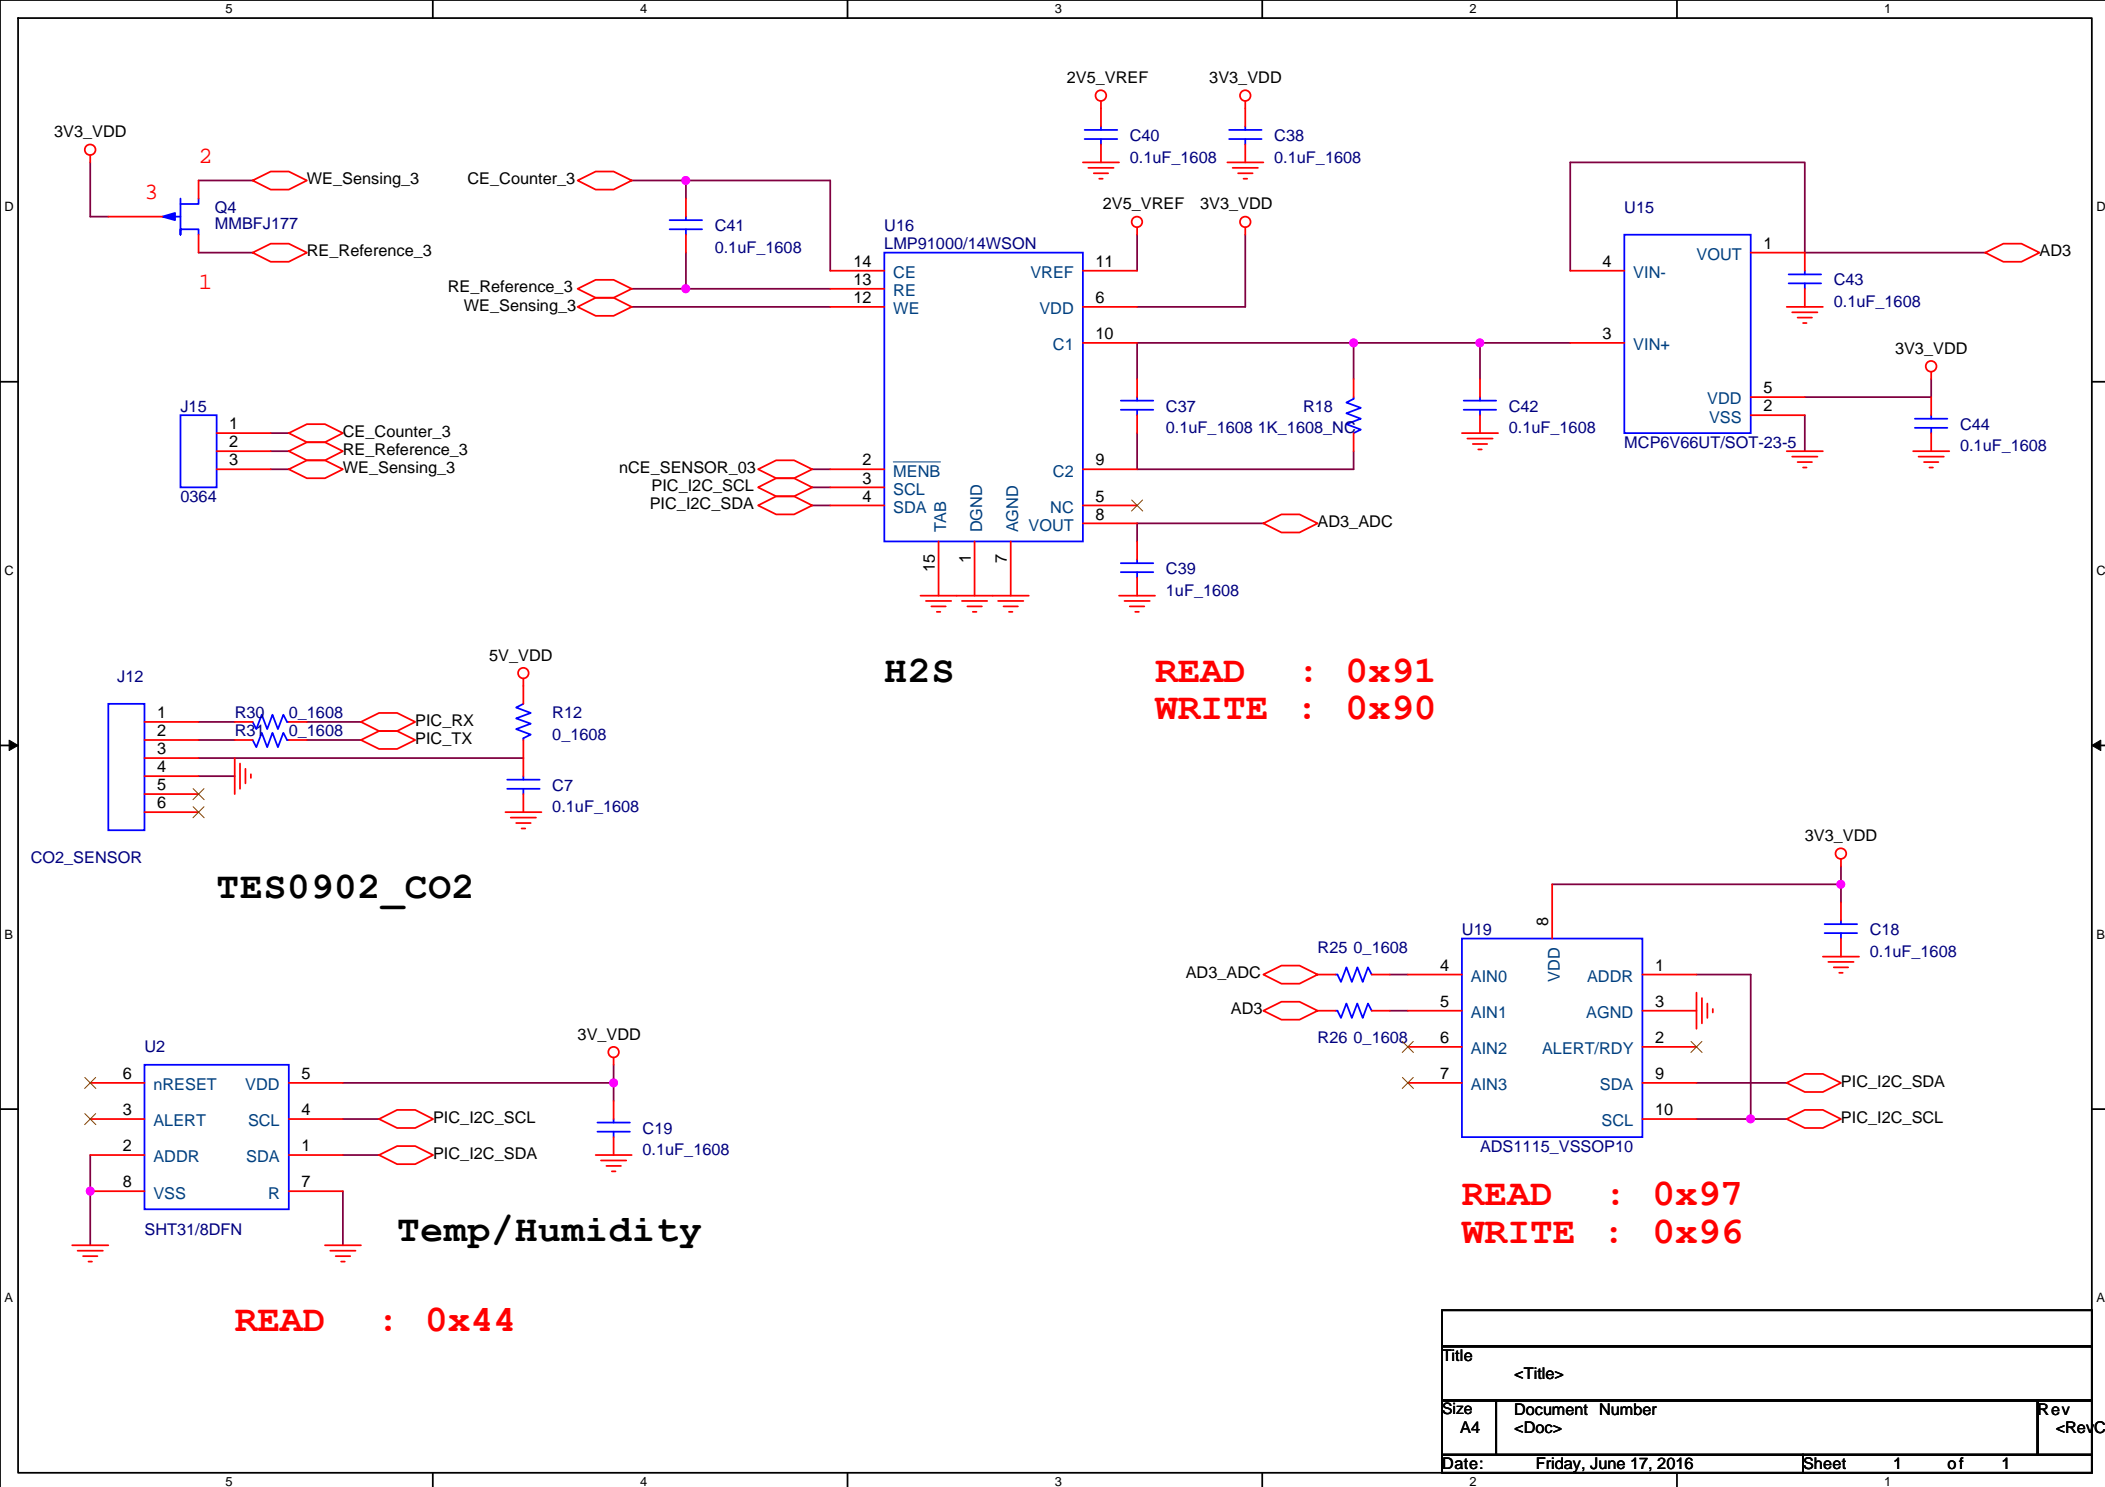 5 4 3 2 1
D
D
C
C
B
B
A
A
3V3_VDD
2
3
1
Q4
MMBFJ177
WE_Sensing_3
RE_Reference_3
CE_Counter_3
C41
0.1uF_1608
RE_Reference_3
WE_Sensing_3
2V5_VREF
C40
0.1uF_1608
3V3_VDD
C38
0.1uF_1608
2V5_VREF
3V3_VDD
U16
LMP91000/14WSON
14 CE
13 RE
12 WE
VREF 11
VDD 6
C1 10
C2 9
NC 5
VOUT 8
2 MENB
3 SCL
4 SDA
TAB 15
DGND 1
AGND 7
nCE_SENSOR_03
PIC_I2C_SCL
PIC_I2C_SDA
C37
0.1uF_1608
R18
1K_1608_NC
C42
0.1uF_1608
AD3_ADC
C39
1uF_1608
U15
VOUT 1
4 VIN-
3 VIN+
VDD 5
VSS 2
MCP6V66UT/SOT-23-5
AD3
C43
0.1uF_1608
3V3_VDD
C44
0.1uF_1608
J15
1 CE_Counter_3
2 RE_Reference_3
3 WE_Sensing_3
0364
H2S
READ : 0x91
WRITE : 0x90
J12
1
2
3
4
5
6
R30 0_1608
R31 0_1608
PIC_RX
PIC_TX
5V_VDD
R12
0_1608
C7
0.1uF_1608
CO2_SENSOR
TES0902_CO2
U2
6 nRESET
3 ALERT
2 ADDR
8 VSS
VDD 5
SCL 4
SDA 1
R 7
SHT31/8DFN
3V_VDD
PIC_I2C_SCL
PIC_I2C_SDA
C19
0.1uF_1608
Temp/Humidity
READ : 0x44
3V3_VDD
C18
0.1uF_1608
U19
8 VDD
AD3_ADC
R25 0_1608
AD3
R26 0_1608
4 AIN0
5 AIN1
6 AIN2
7 AIN3
ADDR 1
AGND 3
ALERT/RDY 2
SDA 9
SCL 10
PIC_I2C_SDA
PIC_I2C_SCL
ADS1115_VSSOP10
READ : 0x97
WRITE : 0x96
Title
<Title>
Size
A4
Document Number
<Doc>
Rev
<RevC
Date: Friday, June 17, 2016 Sheet 1 of 1
5 4 3 2 1